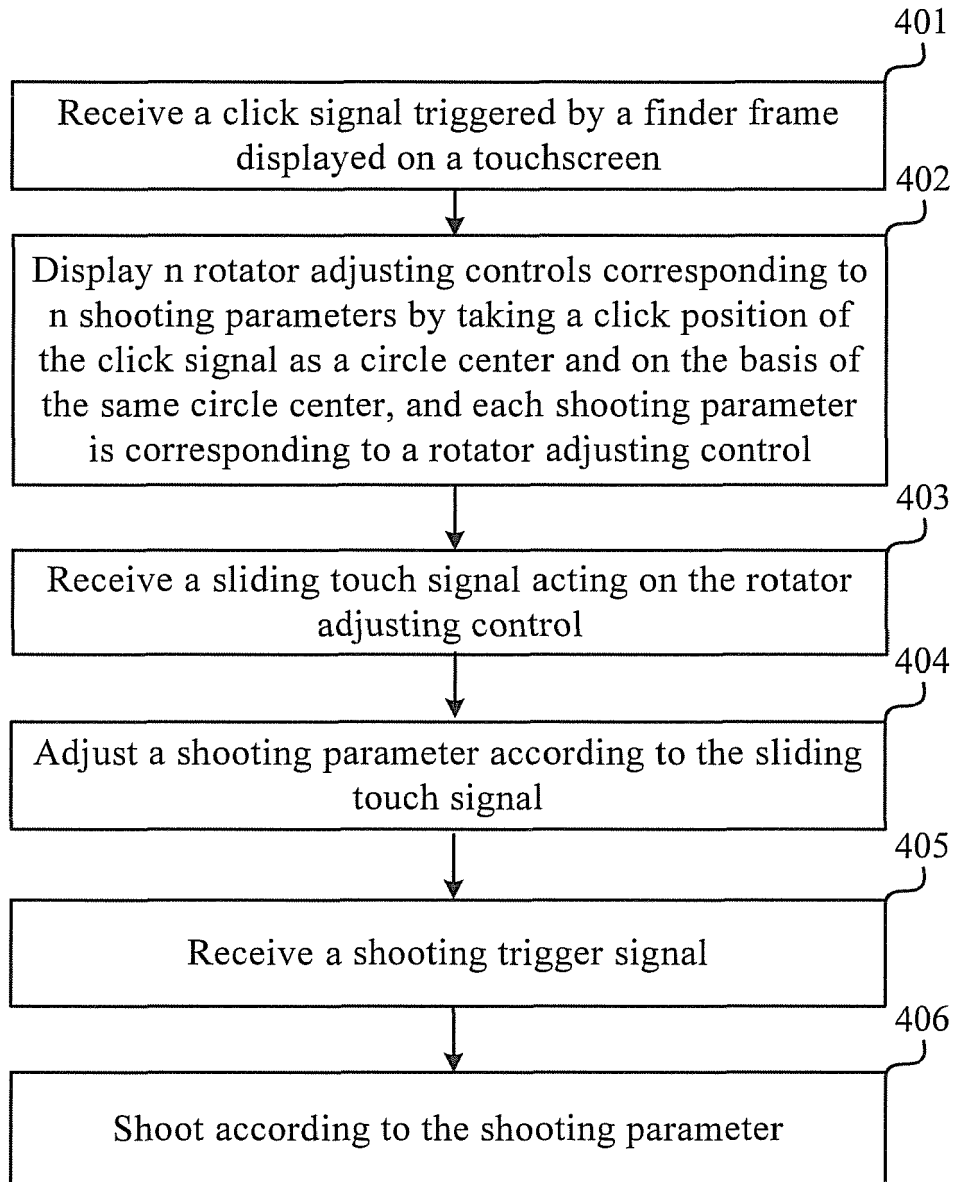 401
Receive a click signal triggered by a finder frame
displayed on a touchscreen
402
Display n rotator adjusting controls corresponding to
n shooting parameters by taking a click position of
the click signal as a circle center and on the basis of
the same circle center, and each shooting parameter
is corresponding to a rotator adjusting control
403
Receive a sliding touch signal acting on the rotator
adjusting control
404
Adjust a shooting parameter according to the sliding
touch signal
405
Receive a shooting trigger signal
406
Shoot according to the shooting parameter